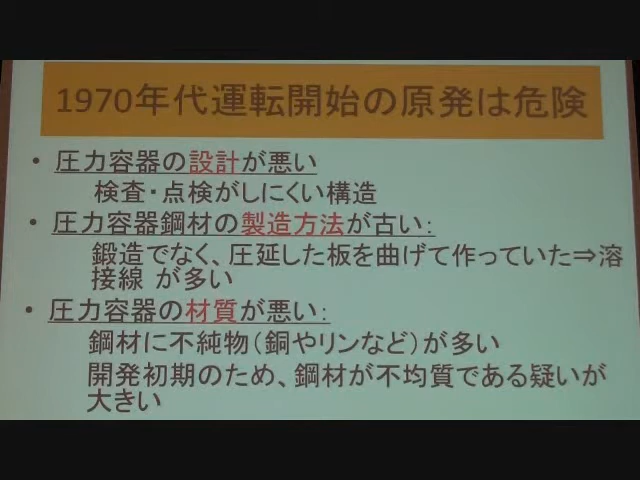 1970年代運転開始の原発は危険
• 圧力容器の設計が悪い
検査・点検がしにくい構造
• 圧力容器鋼材の製造方法が古い：
鍛造でなく、圧延した板を曲げて作っていた⇒溶
接線 が多い
• 圧力容器の材質が悪い：
鋼材に不純物（銅やリンなど）が多い
開発初期のため、鋼材が不均質である疑いが
大きい